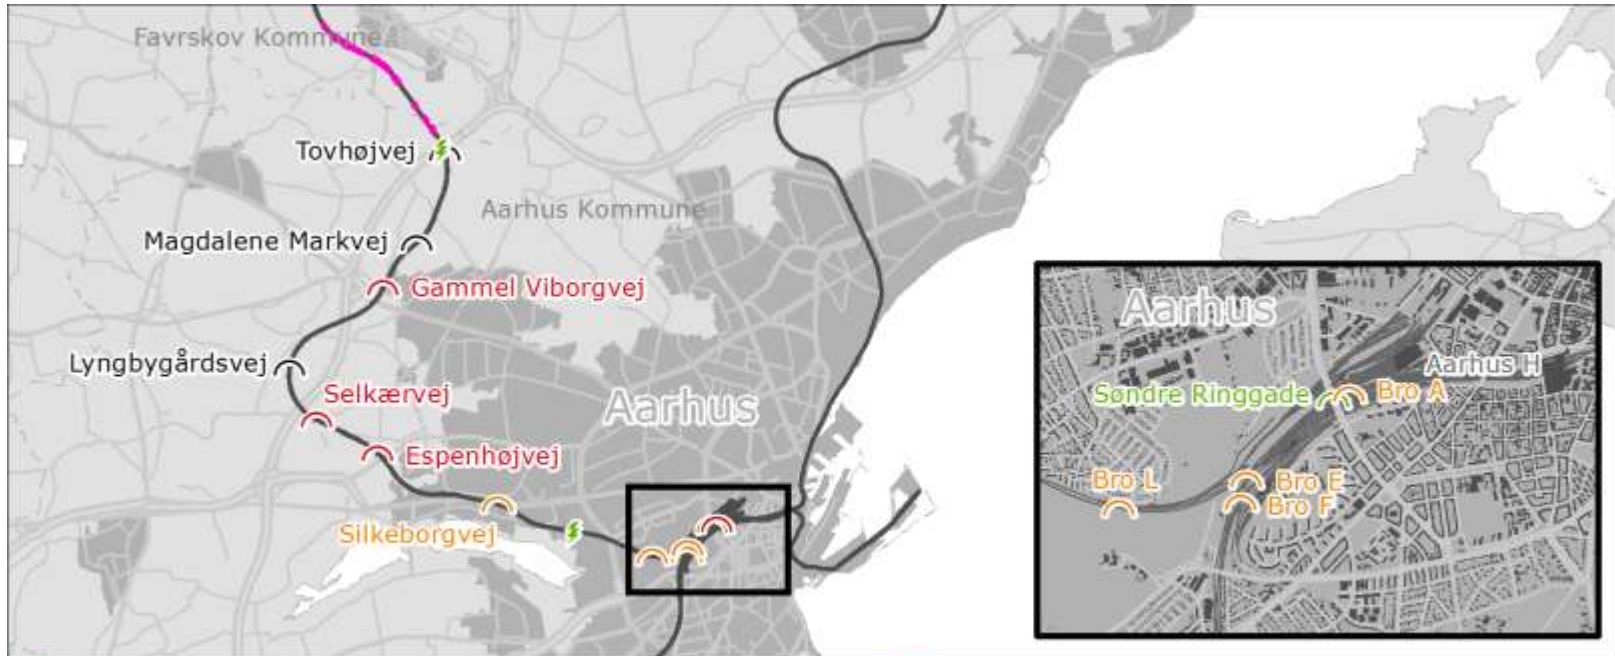 Favrskov Kommune
Tovhøjvej
Aarhus Kommune
Magdalene Markvej
Gammel Viborgvej
Lyngbygårdsvej
Selkærvej
Aarhus
Espenhøjvej
Silkeborgvej
Aarhus
Aarhus H
Søndre Ringgade
Bro A
Bro L
Bro E
Bro F